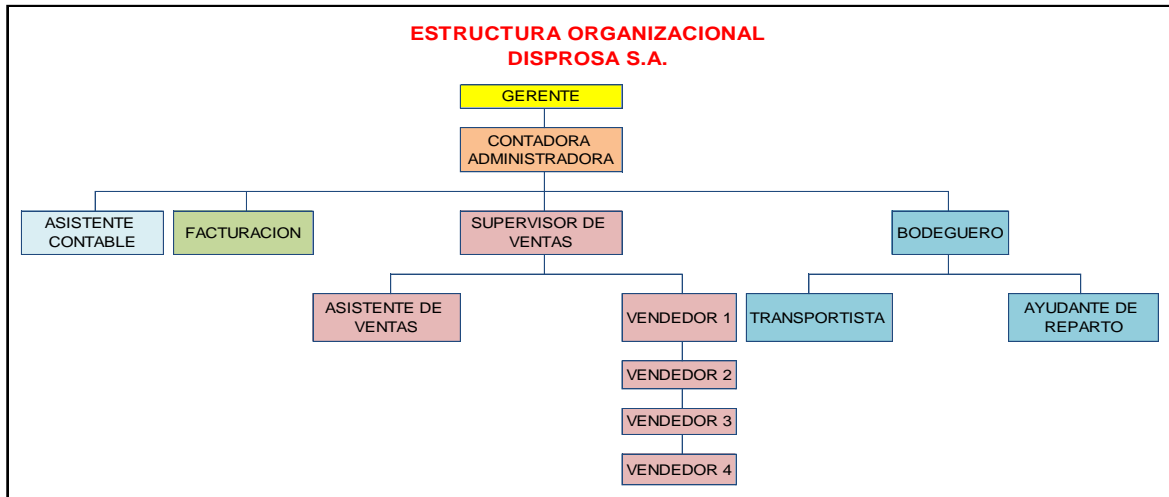 ESTRUCTURA ORGANIZACIONAL
DISPROSA S.A.
GERENTE
CONTADORA
ADMINISTRADORA
ASISTENTE
CONTABLE
FACTURACION
SUPERVISOR DE
VENTAS
BODEGUERO
ASISTENTE DE
VENTAS
VENDEDOR 1
TRANSPORTISTA
AYUDANTE DE
REPARTO
VENDEDOR 2
VENDEDOR 3
VENDEDOR 4